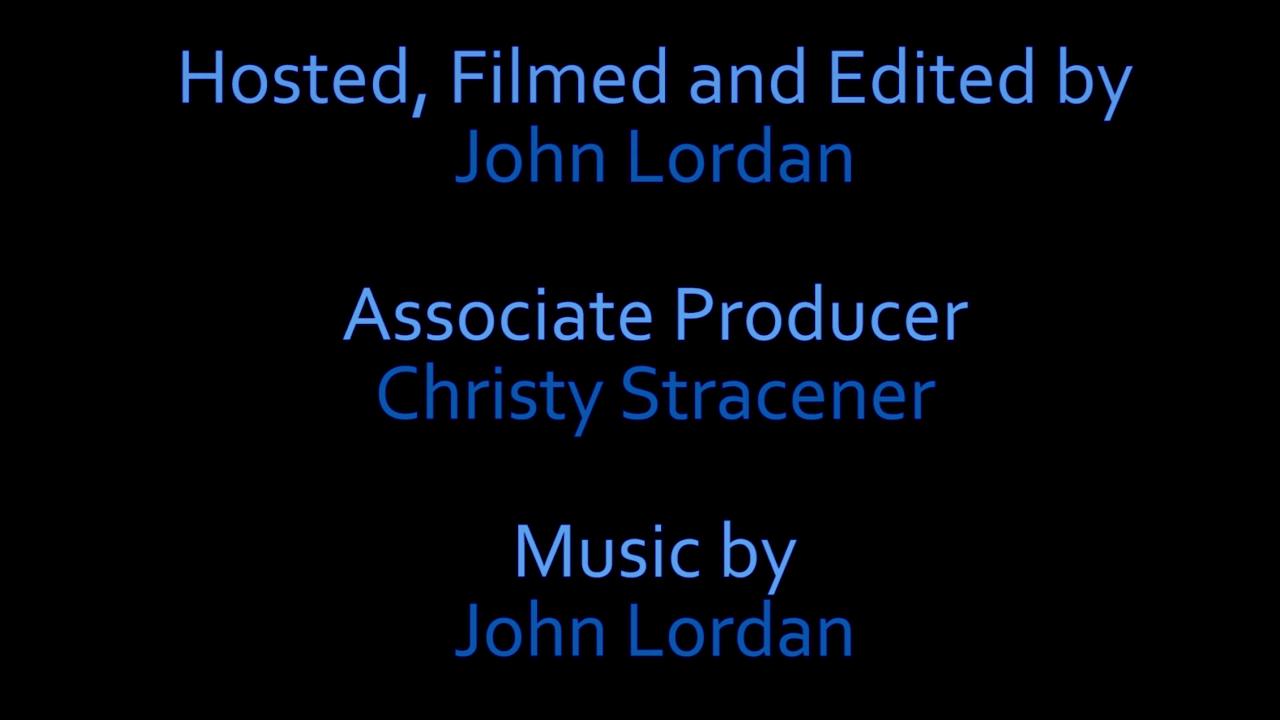 Hosted, Filmed and Edited by
John Lordan
Associate Producer
Christy Stracener
Music by
John Lordan